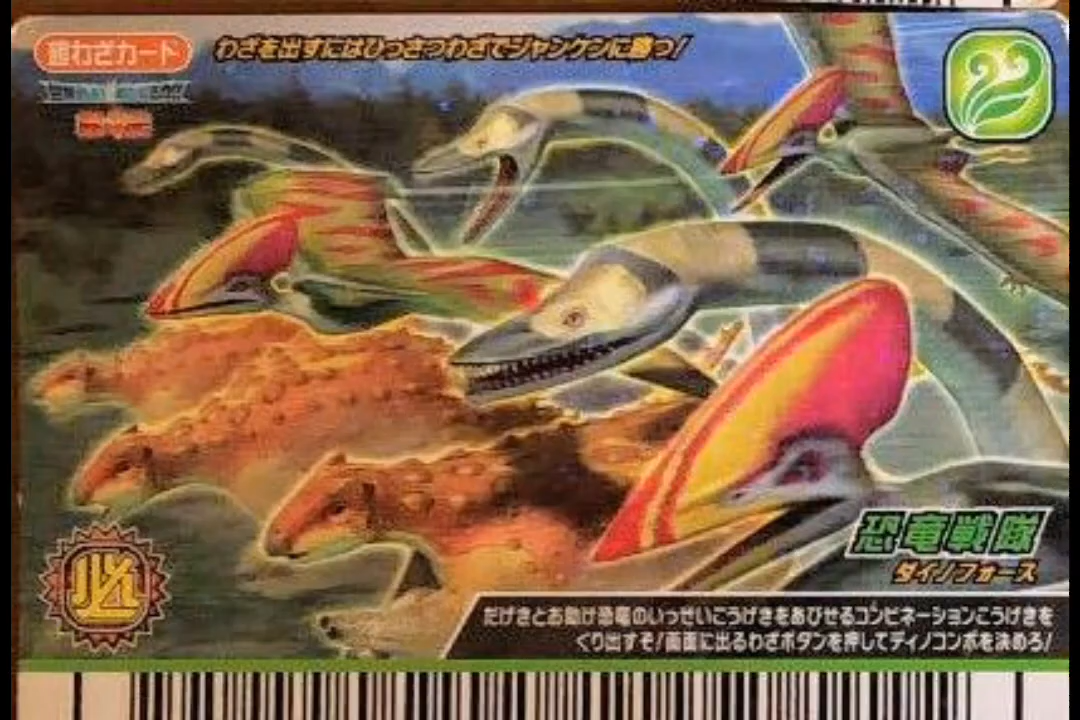 超わざカード
わざを出すにはひっさつわざでジャンケンに勝つ!
必
恐竜戦隊
ダイノフォース
だげきとお助け恐竜のいっせいこうげきをあびせるコンビネーションこうげきを
くり出すぞ!画面に出るわざボタンを押してディノコンボを決めろ!